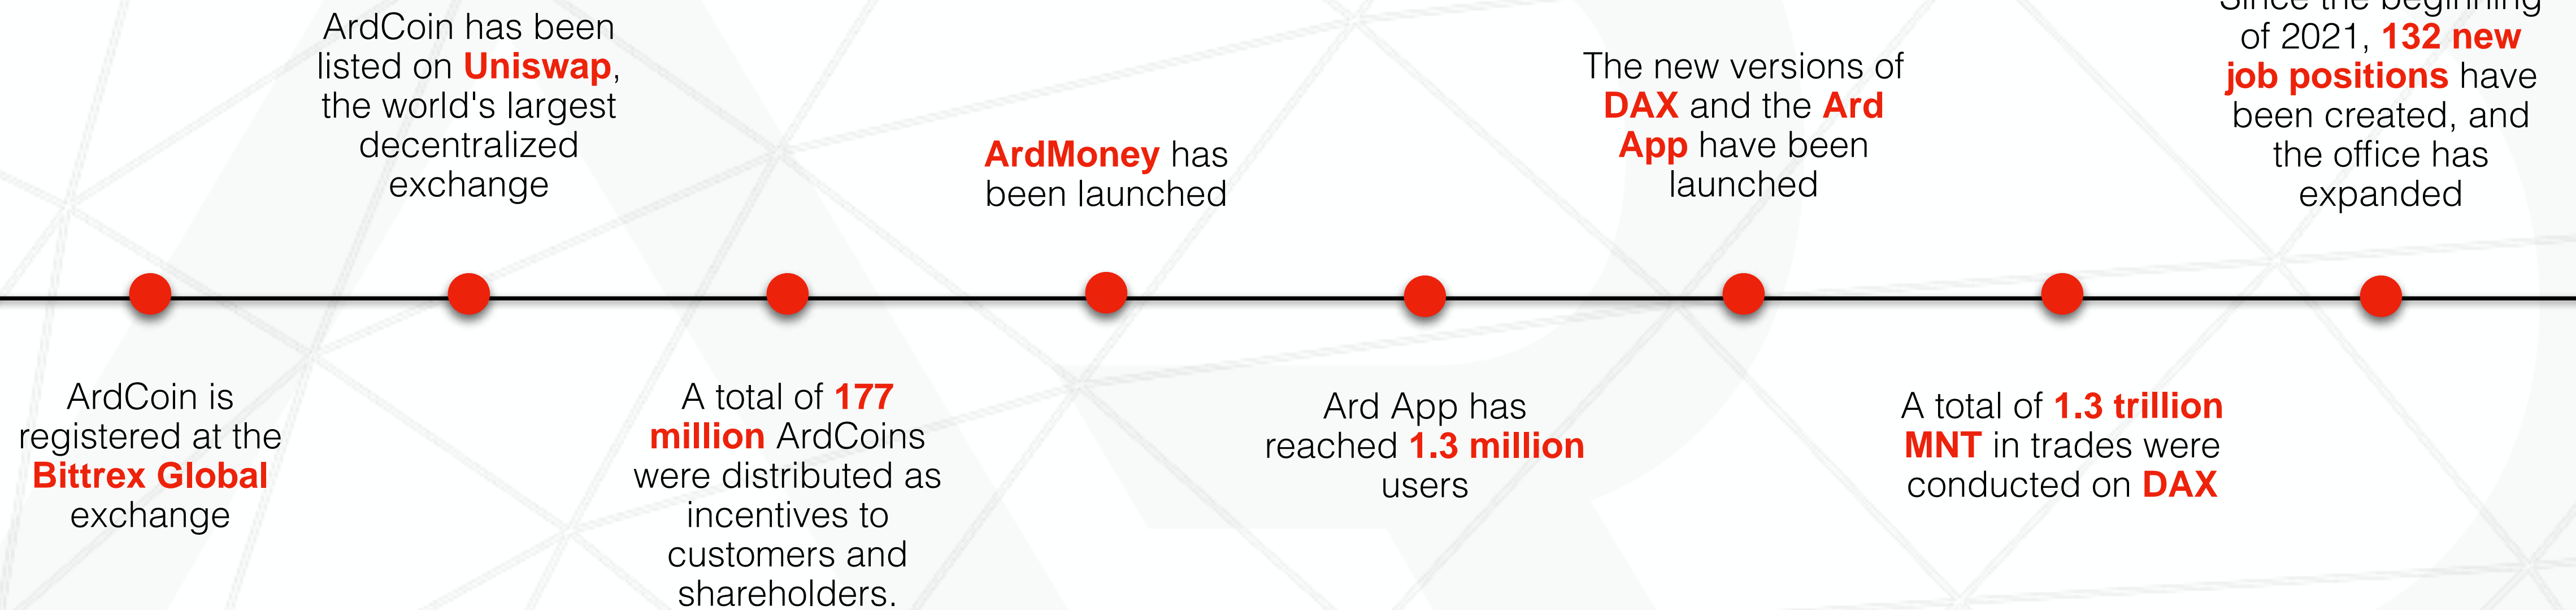 ArdCoin is
registered at the
Bittrex Global
exchange
ArdCoin has been
listed on Uniswap,
the world's largest
decentralized
exchange
A total of 177
million ArdCoins
were distributed as
incentives to
customers and
shareholders.
ArdMoney has
been launched
Ard App has
reached 1.3 million
users
The new versions of
DAX and the Ard
App have been
launched
A total of 1.3 trillion
MNT in trades were
conducted on DAX
Since the beginning
of 2021, 132 new
job positions have
been created, and
the office has
expanded